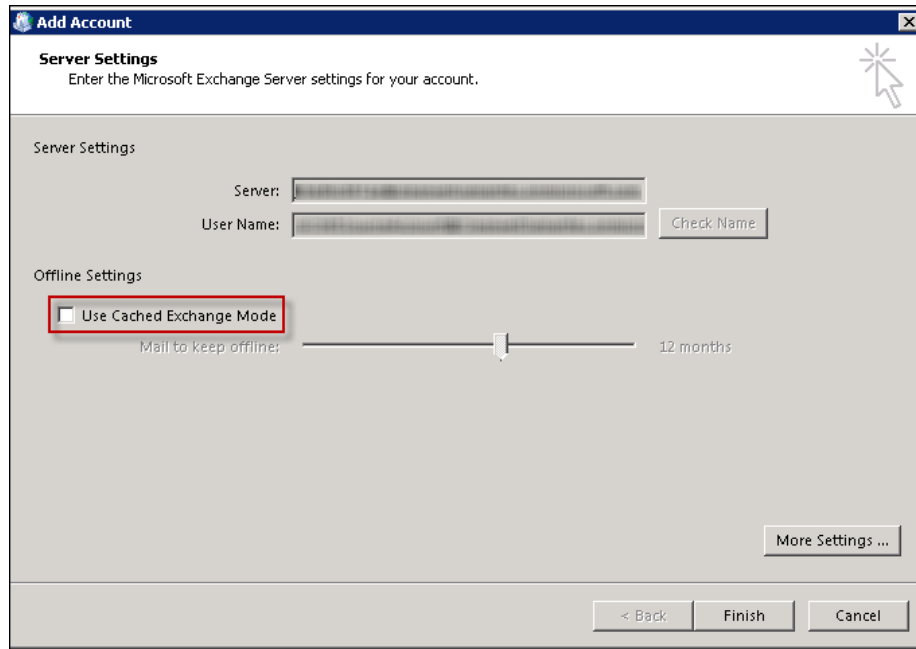 Add Account
Server Settings
Enter the Microsoft Exchange Server settings for your account.
Server Settings
Server:
User Name:
Check Name
Offline Settings
Use Cached Exchange Mode
Mail to keep offline:
12 months
More Settings ...
< Back
Finish
Cancel